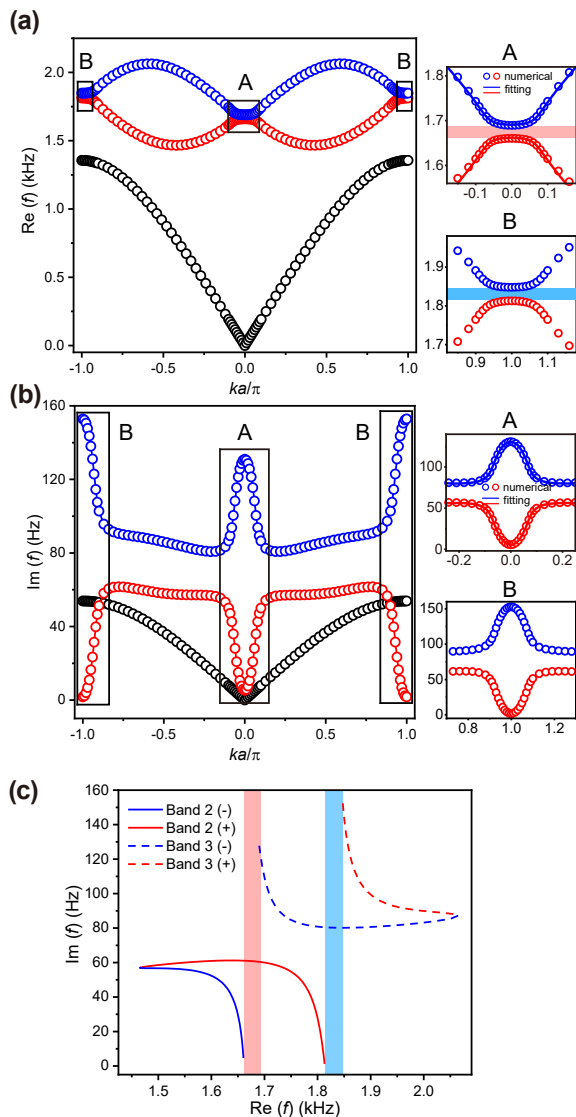 (a)
B
A
B
2.0
1.5
1.0
0.5
0.0
Re (f) (kHz)
-1.0
-0.5
0.0
0.5
1.0
ka/π
A
1.8
1.7
1.6
numerical
fitting
-0.1
0.0
0.1
B
1.9
1.8
1.7
0.9
1.0
1.1
(b)
160
120
80
40
0
Im (f) (Hz)
B
A
B
-1.0
-0.5
0.0
0.5
1.0
ka/π
A
100
50
0
numerical
fitting
-0.2
0.0
0.2
B
150
100
50
0
0.8
1.0
1.2
(c)
160
140
120
100
80
60
40
20
0
Im (f) (Hz)
Band 2 (-)
Band 2 (+)
Band 3 (-)
Band 3 (+)
1.5
1.6
1.7
1.8
1.9
2.0
Re (f) (kHz)